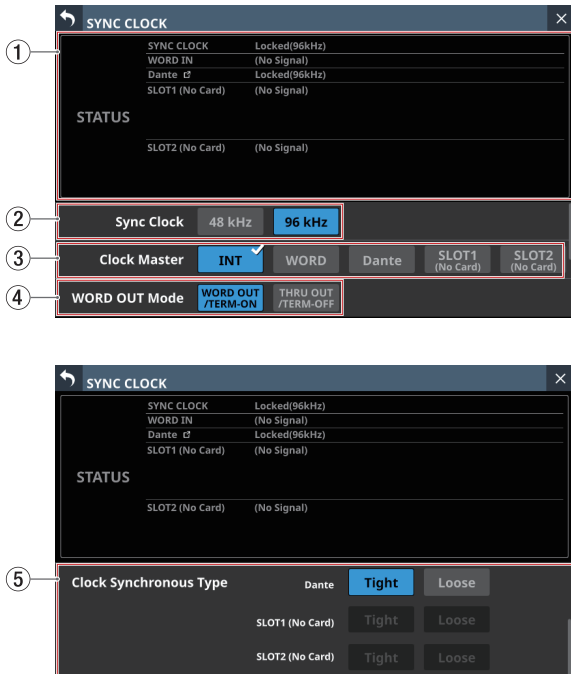 SYNC CLOCK
1
SYNC CLOCK Locked(96kHz)
WORD IN (No Signal)
Dante Locked(96kHz)
SLOT1 (No Card) (No Signal)
STATUS
SLOT2 (No Card) (No Signal)
2
Sync Clock 48 kHz 96 kHz
3
Clock Master INT WORD Dante SLOT1 (No Card) SLOT2 (No Card)
4
WORD OUT Mode WORD OUT /TERM-ON THRU OUT /TERM-OFF
SYNC CLOCK
SYNC CLOCK Locked(96kHz)
WORD IN (No Signal)
Dante Locked(96kHz)
SLOT1 (No Card) (No Signal)
STATUS
SLOT2 (No Card) (No Signal)
5
Clock Synchronous Type Dante Tight Loose
SLOT1 (No Card) Tight Loose
SLOT2 (No Card) Tight Loose